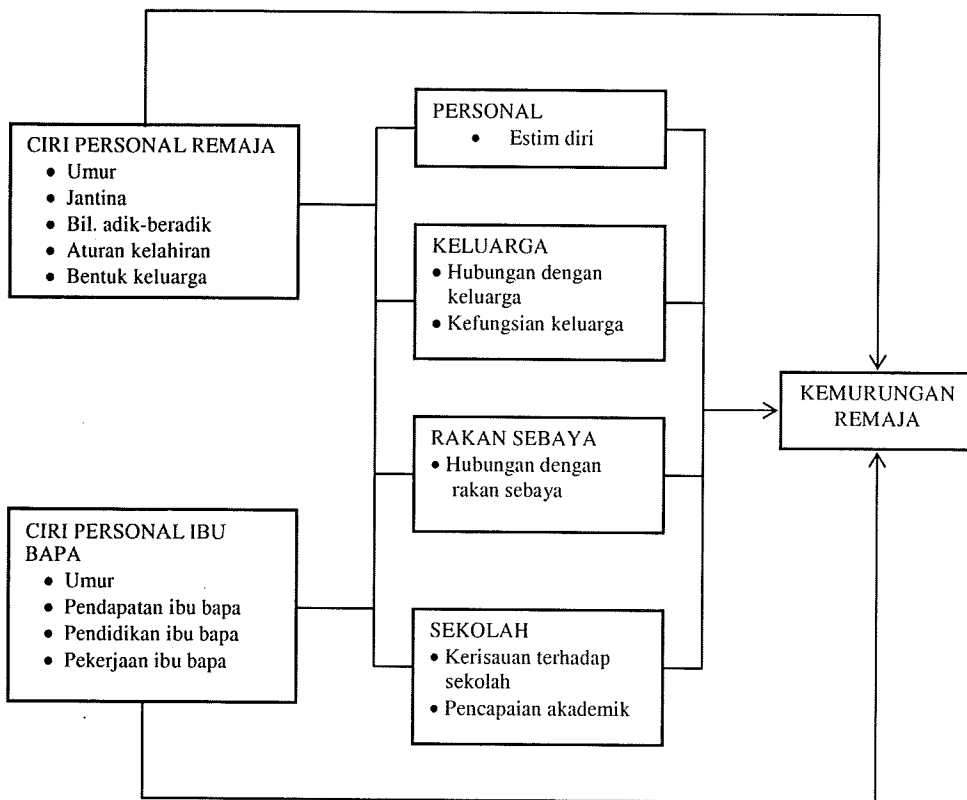 CIRI PERSONAL REMAJA
• Umur
• Jantina
• Bil. adik-beradik
• Aturan kelahiran
• Bentuk keluarga
CIRI PERSONAL IBU
BAPA
• Umur
• Pendapatan ibu bapa
• Pendidikan ibu bapa
• Pekerjaan ibu bapa
PERSONAL
• Estim diri
KELUARGA
• Hubungan dengan
keluarga
• Kefungsian keluarga
RAKAN SEBAYA
• Hubungan dengan
rakan sebaya
SEKOLAH
• Kerisauan terhadap
sekolah
• Pencapaian akademik
KEMURUNGAN
REMAJA